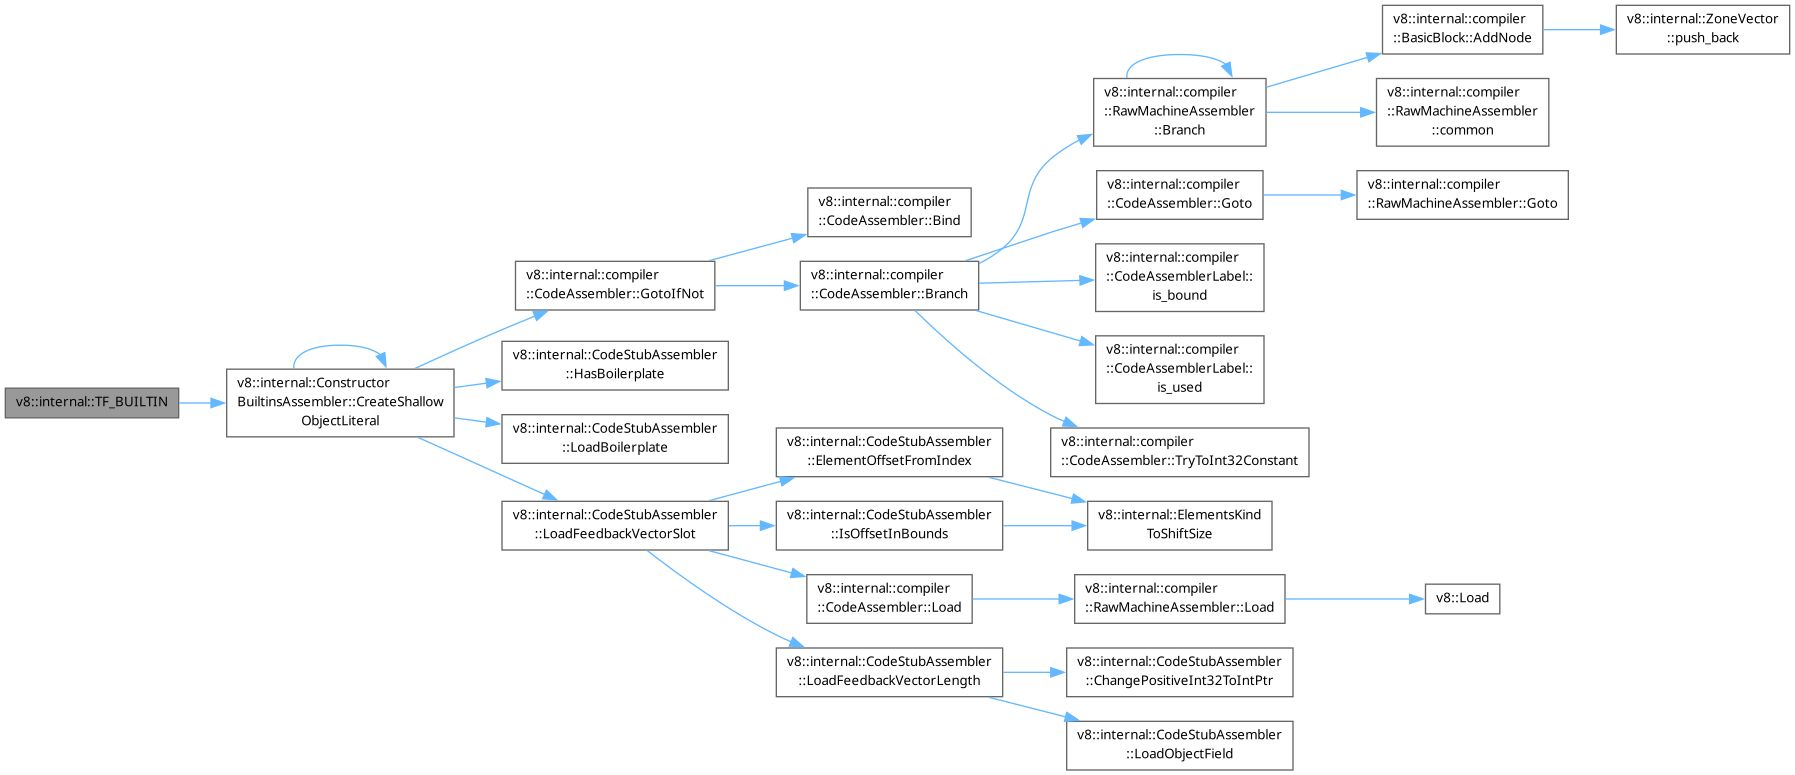 v8::internal::TF_BUILTIN
v8::internal::Constructor
BuiltinsAssembler::CreateShallow
ObjectLiteral
v8::internal::compiler
::CodeAssembler::GotoIfNot
v8::internal::CodeStubAssembler
::HasBoilerplate
v8::internal::CodeStubAssembler
::LoadBoilerplate
v8::internal::CodeStubAssembler
::LoadFeedbackVectorSlot
v8::internal::compiler
::CodeAssembler::Bind
v8::internal::compiler
::CodeAssembler::Branch
v8::internal::compiler
::RawMachineAssembler
::Branch
v8::internal::compiler
::BasicBlock::AddNode
v8::internal::ZoneVector
::push_back
v8::internal::compiler
::RawMachineAssembler
::common
v8::internal::compiler
::CodeAssembler::Goto
v8::internal::compiler
::RawMachineAssembler::Goto
v8::internal::compiler
::CodeAssemblerLabel::
is_bound
v8::internal::compiler
::CodeAssemblerLabel::
is_used
v8::internal::compiler
::CodeAssembler::TryToInt32Constant
v8::internal::CodeStubAssembler
::ElementOffsetFromIndex
v8::internal::CodeStubAssembler
::IsOffsetInBounds
v8::internal::ElementsKind
ToShiftSize
v8::internal::compiler
::CodeAssembler::Load
v8::internal::compiler
::RawMachineAssembler::Load
v8::Load
v8::internal::CodeStubAssembler
::LoadFeedbackVectorLength
v8::internal::CodeStubAssembler
::ChangePositiveInt32ToIntPtr
v8::internal::CodeStubAssembler
::LoadObjectField